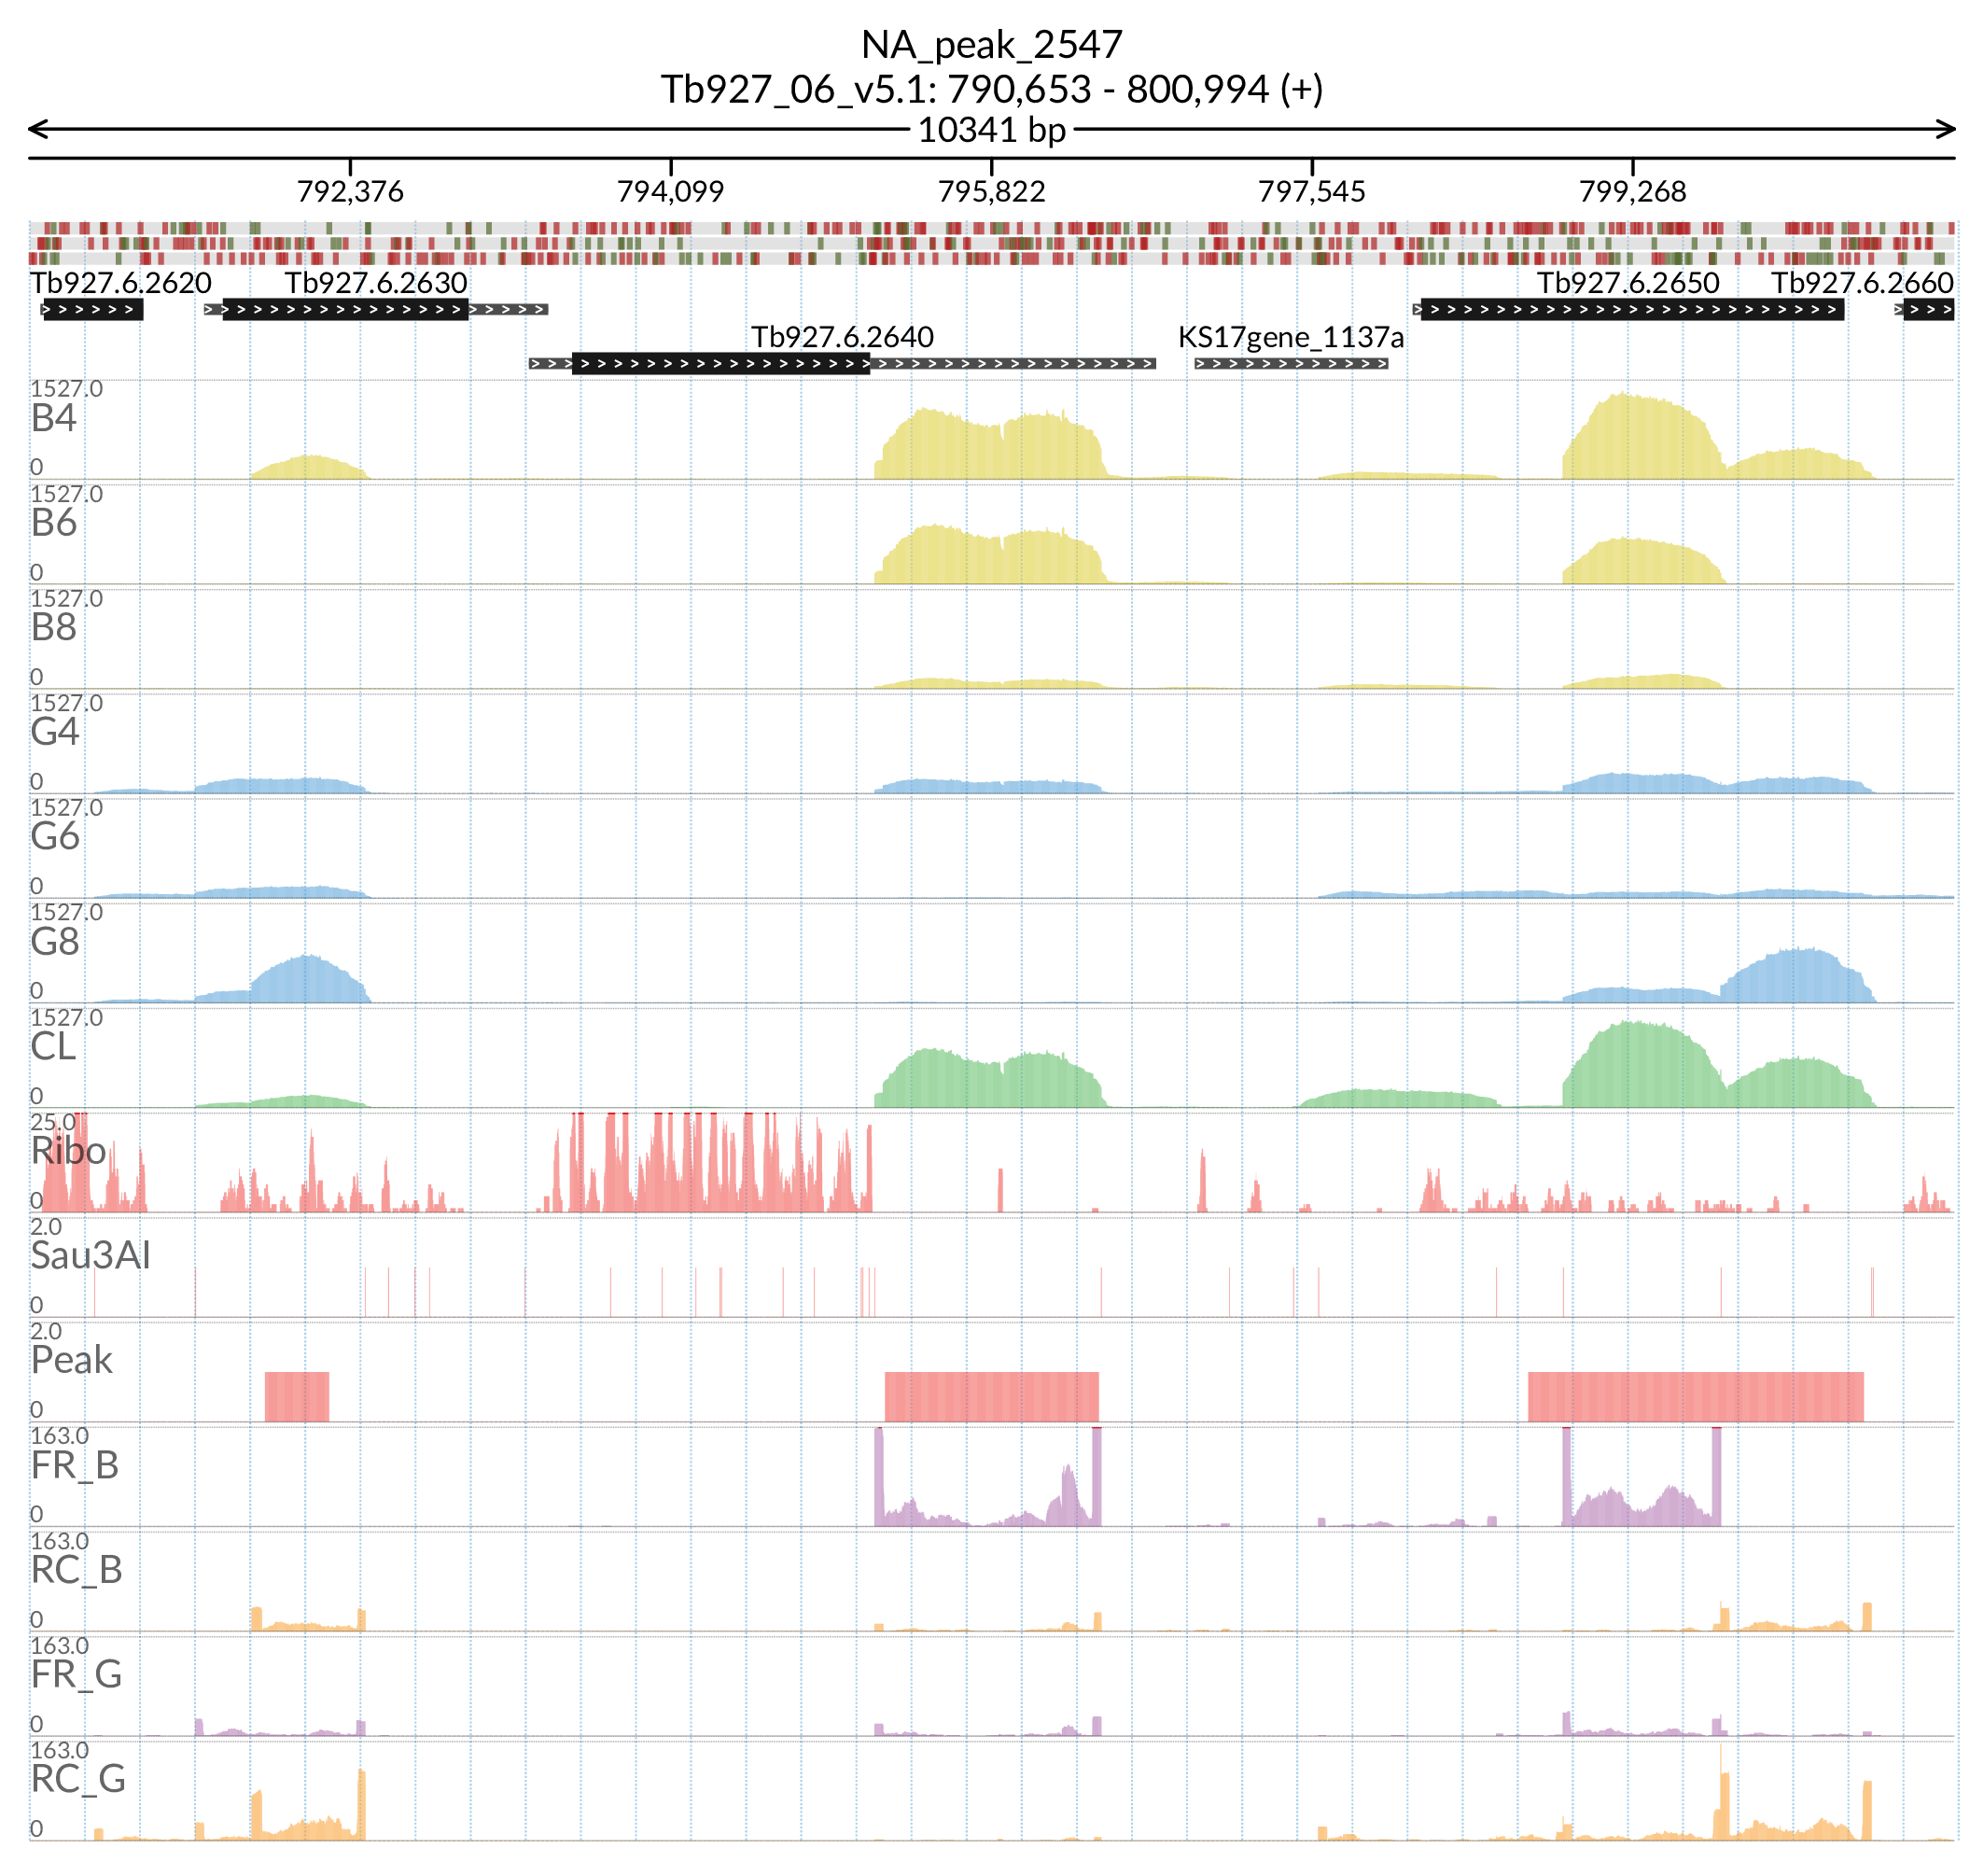 NA_peak_2547
Tb927_06_v5.1: 790,653 - 800,994 (+)
10341 bp
792,376 794,099 795,822 797,545 799,268
Tb927.6.2620 Tb927.6.2630 Tb927.6.2650 Tb927.6.2660
Tb927.6.2640 KS17gene_1137a
1527.0
B4
0
1527.0
B6
0
1527.0
B8
0
1527.0
G4
0
1527.0
G6
0
1527.0
G8
0
1527.0
CL
0
25.0
Ribo
0
2.0
Sau3AI
0
2.0
Peak
0
163.0
FR_B
0
163.0
RC_B
0
163.0
FR_G
0
163.0
RC_G
0